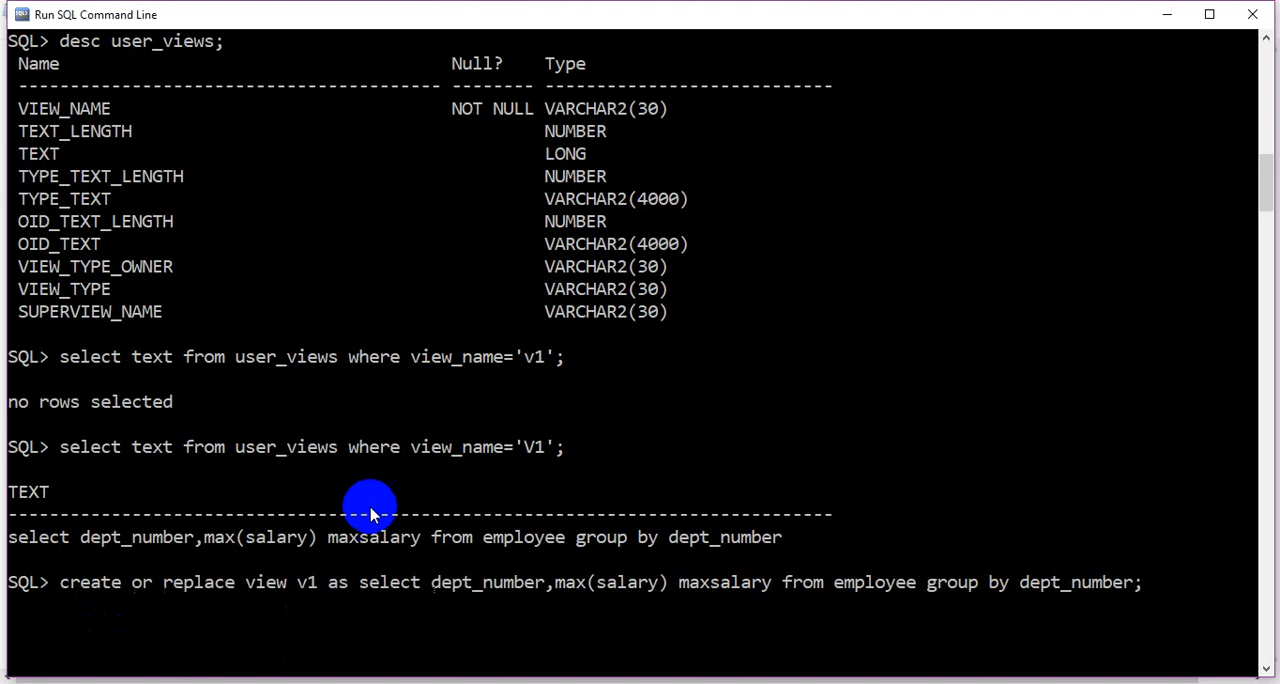 Run SQL Command Line
SQL> desc user_views;
Name Null? Type
----------------------------------------- -------- ----------------------------
VIEW_NAME NOT NULL VARCHAR2(30)
TEXT_LENGTH NUMBER
TEXT LONG
TYPE_TEXT_LENGTH NUMBER
TYPE_TEXT VARCHAR2(4000)
OID_TEXT_LENGTH NUMBER
OID_TEXT VARCHAR2(4000)
VIEW_TYPE_OWNER VARCHAR2(30)
VIEW_TYPE VARCHAR2(30)
SUPERVIEW_NAME VARCHAR2(30)
SQL> select text from user_views where view_name='v1';
no rows selected
SQL> select text from user_views where view_name='V1';
TEXT
--------------------------------------------------------------------------------
select dept_number,max(salary) maxsalary from employee group by dept_number
SQL> create or replace view v1 as select dept_number,max(salary) maxsalary from employee group by dept_number;